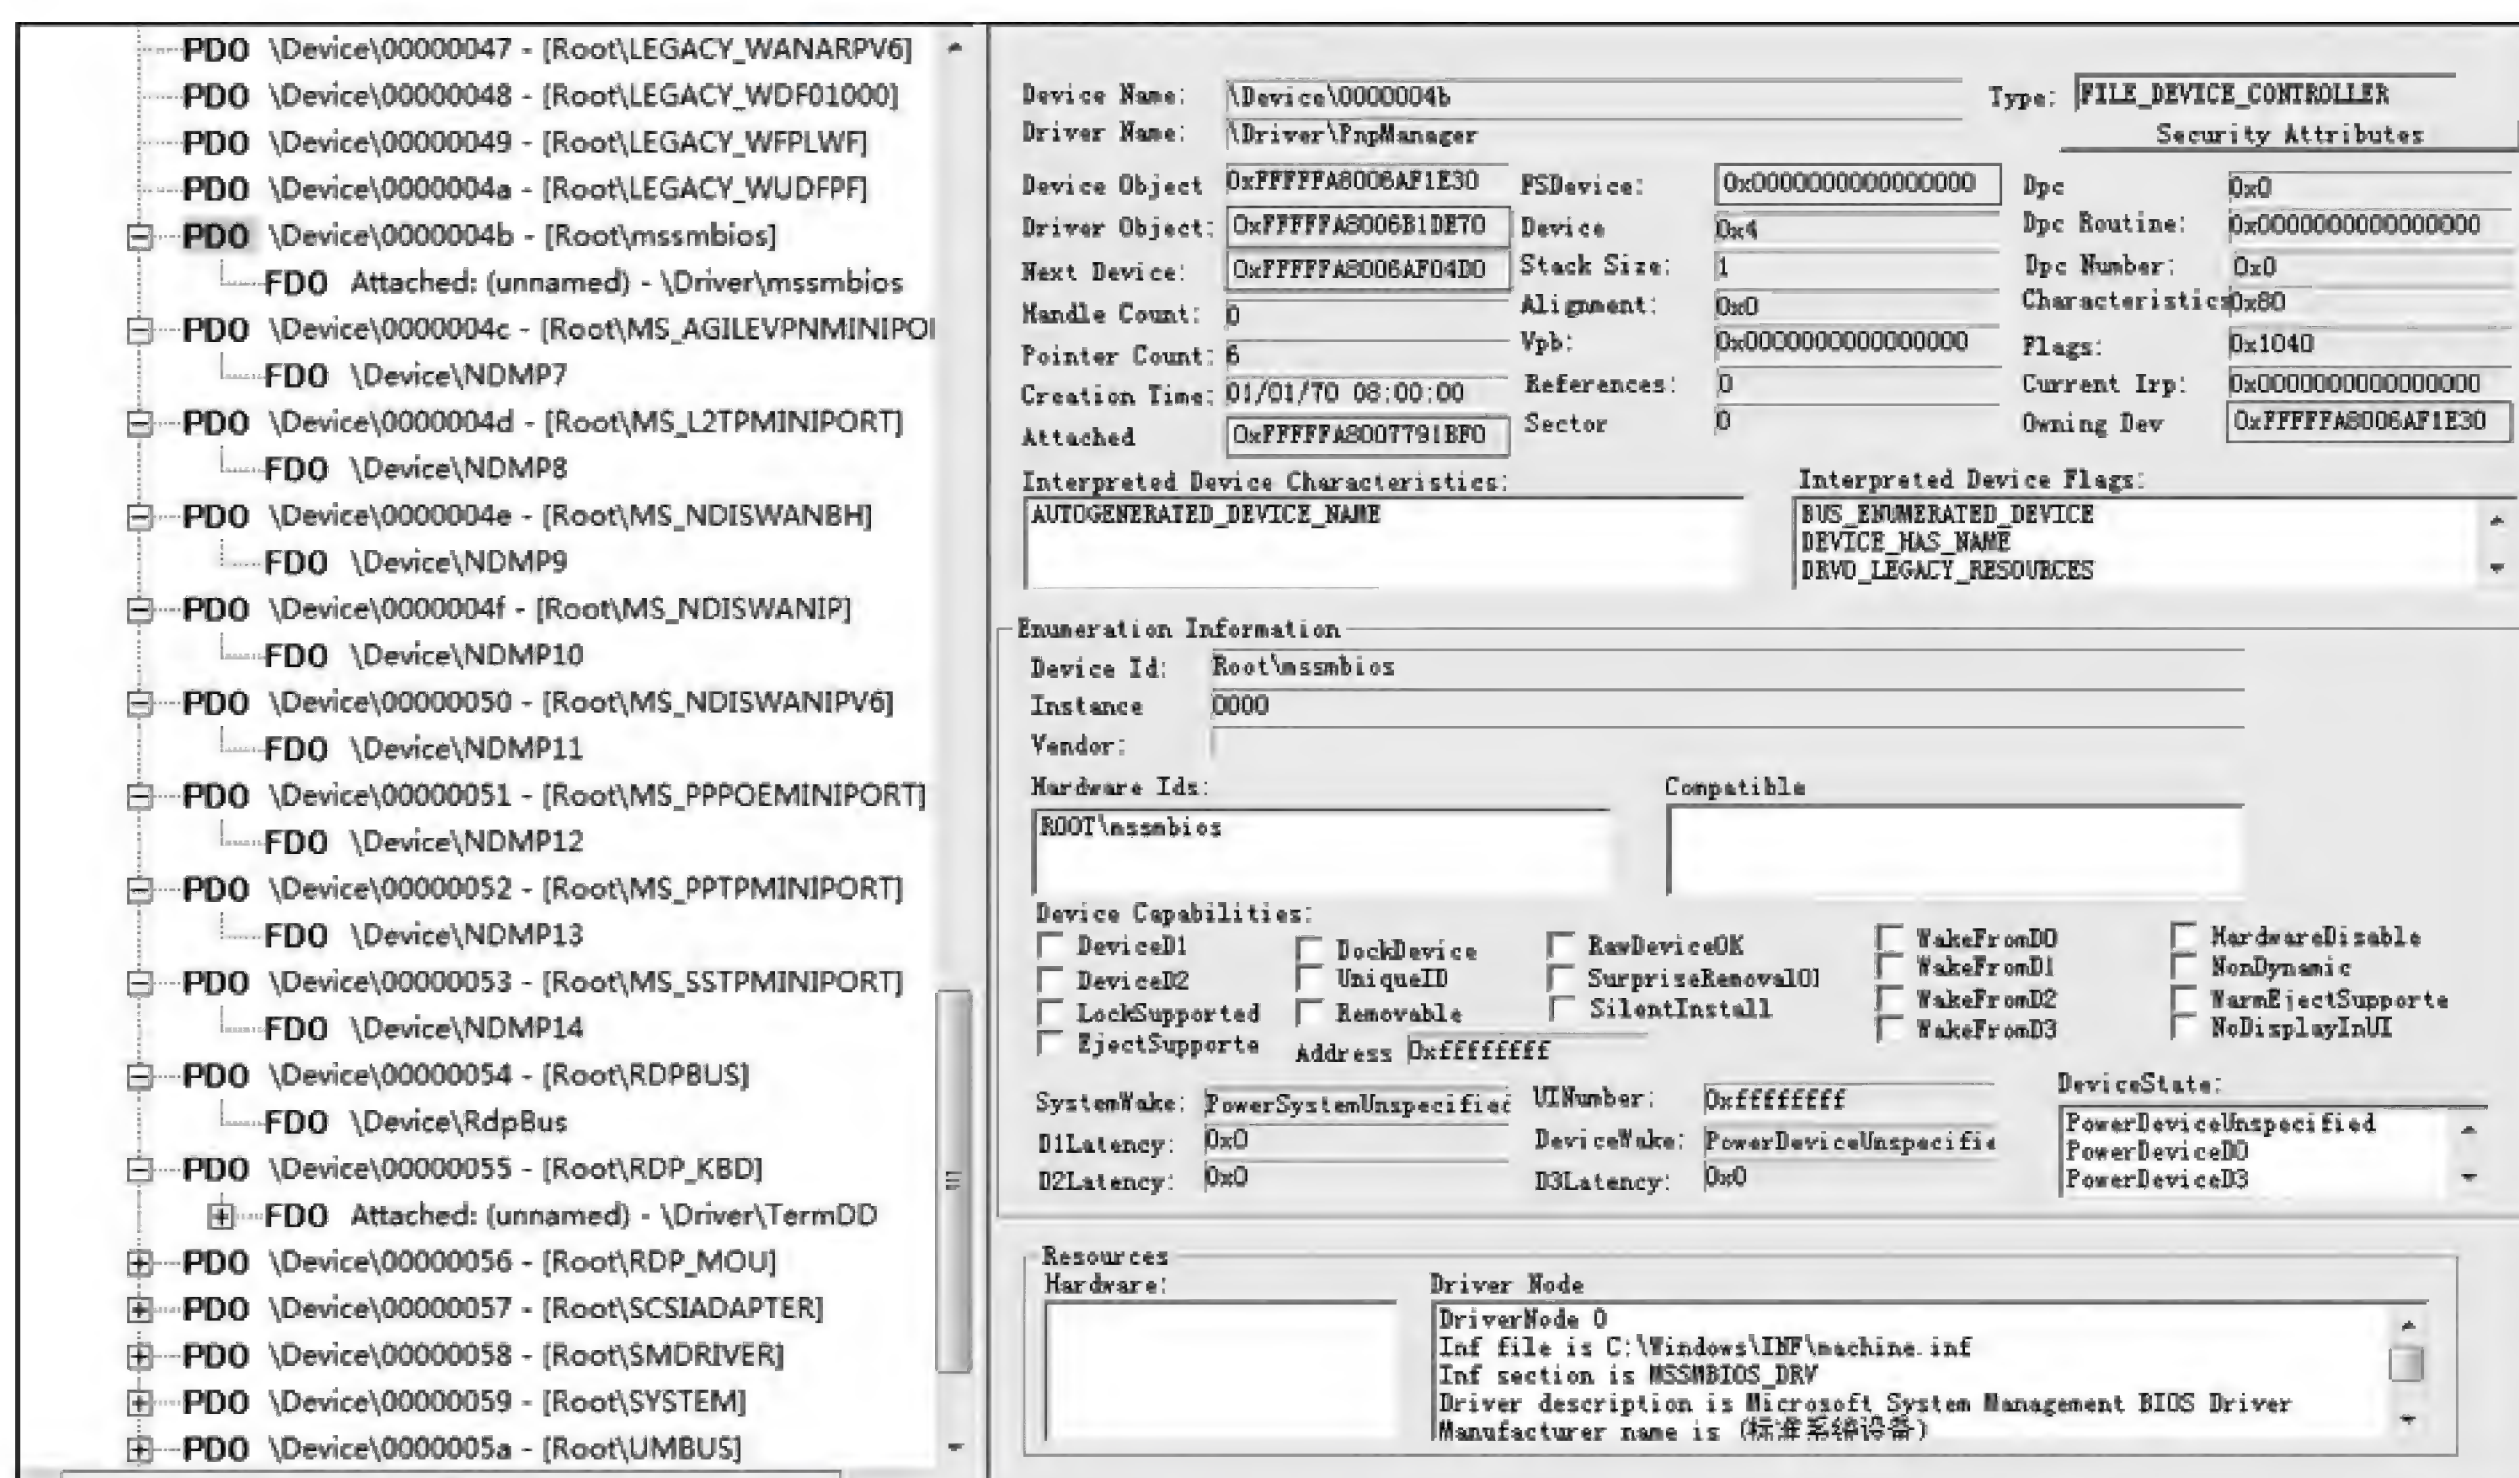 PDO \Device\00000047 - [Root\LEGACY_WANARPV6]
PDO \Device\00000048 - [Root\LEGACY_WDF01000]
PDO \Device\00000049 - [Root\LEGACY_WFPLWF]
PDO \Device\0000004a - [Root\LEGACY_WUDFPF]
PDO \Device\0000004b - [Root\mssmbios]
FDO Attached: (unnamed) - \Driver\mssmbios
PDO \Device\0000004c - [Root\MS_AGILEVPNMINIPO
FDO \Device\NDMP7
PDO \Device\0000004d - [Root\MS_L2TPMINIPORT]
FDO \Device\NDMP8
PDO \Device\0000004e - [Root\MS_NDISWANBH]
FDO \Device\NDMP9
PDO \Device\0000004f - [Root\MS_NDISWANIP]
FDO \Device\NDMP10
PDO \Device\00000050 - [Root\MS_NDISWANIPV6]
FDO \Device\NDMP11
PDO \Device\00000051 - [Root\MS_PPPOEMINIPORT]
FDO \Device\NDMP12
PDO \Device\00000052 - [Root\MS_PPTPMINIPORT]
FDO \Device\NDMP13
PDO \Device\00000053 - [Root\MS_SSTPMINIPORT]
FDO \Device\NDMP14
PDO \Device\00000054 - [Root\RDPBUS]
FDO \Device\RdpBus
PDO \Device\00000055 - [Root\RDP_KBD]
FDO Attached: (unnamed) - \Driver\TermDD
PDO \Device\00000056 - [Root\RDP_MOU]
PDO \Device\00000057 - [Root\SCSIADAPTER]
PDO \Device\00000058 - [Root\SMDRIVER]
PDO \Device\00000059 - [Root\SYSTEM]
PDO \Device\0000005a - [Root\UMBUS]
Device Name: \Device\0000004b Type: FILE_DEVICE_CONTROLLER
Driver Name: \Driver\PnpManager Security Attributes
Device Object 0xFFFFFA8006AF1E30 FSDevice: 0x0000000000000000 Dpc 0x0
Driver Object: 0xFFFFFA8006B1DE70 Device 0x4 Dpc Routine: 0x0000000000000000
Next Device: 0xFFFFFA8006AF04D0 Stack Size: 1 Dpc Number: 0x0
Handle Count: 0 Alignment: 0x0 Characteristics 0x80
Pointer Count: 6 Vpb: 0x0000000000000000 Flags: 0x1040
Creation Time: 01/01/70 08:00:00 References: 0 Current Irp: 0x0000000000000000
Attached 0xFFFFFA8007791BF0 Sector 0 Owning Dev 0xFFFFFA8006AF1E30
Interpreted Device Characteristics: Interpreted Device Flags:
AUTOGENERATED_DEVICE_NAME BUS_ENUMERATED_DEVICE
DEVICE_HAS_NAME
DRVO_LEGACY_RESOURCES
Enumeration Information
Device Id: Root\mssmbios
Instance 0000
Vendor:
Hardware Ids: Compatible
ROOT\mssmbios
Device Capabilities:
DeviceD1 DockDevice RawDeviceOK WakeFromD0 HardwareDisable
DeviceD2 UniqueID SurpriseRemovalO WakeFromD1 NonDynamic
LockSupported Removable SilentInstall WakeFromD2 WarmEjectSupporte
EjectSupporte Address 0xffffffff WakeFromD3 NoDisplayInUI
SystemWake: PowerSystemUnspecified UINumber: 0xffffffff DeviceState:
D1Latency: 0x0 DeviceWake: PowerDeviceUnspecifie PowerDeviceUnspecified
PowerDeviceD0
D2Latency: 0x0 D3Latency: 0x0 PowerDeviceD3
Resources
Hardware: Driver Node
DriverNode 0
Inf file is C:\Windows\INF\machine.inf
Inf section is MSSMBIOS_DRV
Driver description is Microsoft System Management BIOS Driver
Manufacturer name is (标准系统设备)